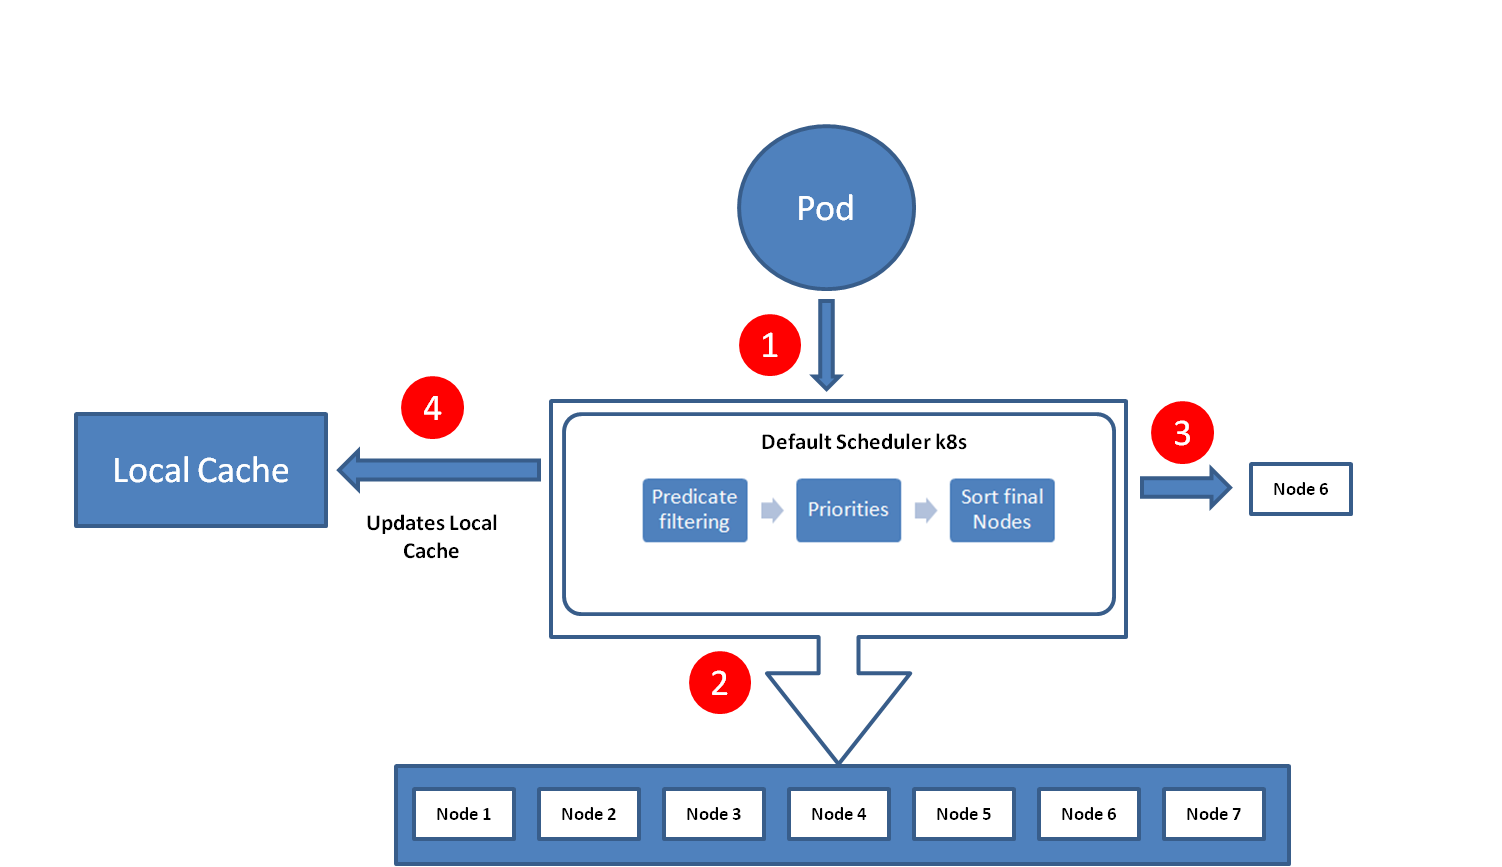 Pod
1
4
3
Default Scheduler k8s
Local Cache
Predicate
filtering
Priorities
Sort final
Nodes
Node 6
Updates Local
Cache
2
Node 1
Node 2
Node 3
Node 4
Node 5
Node 6
Node 7